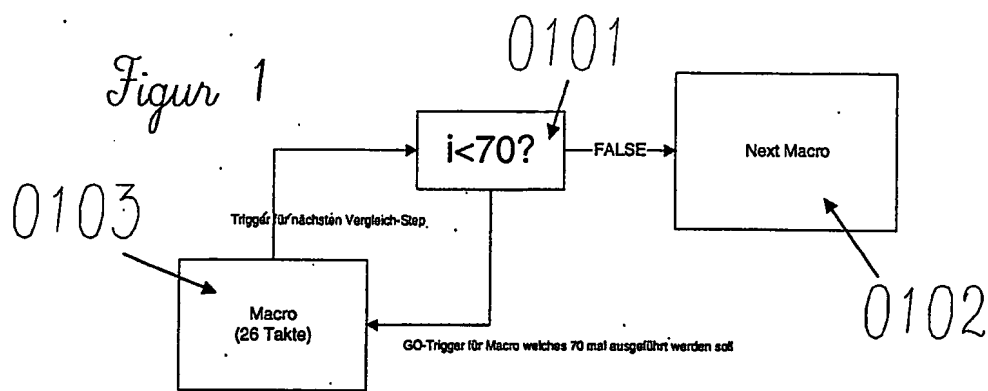 0101
Figur 1
i<70?
FALSE
Next Macro
0103
Trigger für nächsten Vergleich-Step
Macro
(26 Takte)
0102
GO-Trigger für Macro welches 70 mal ausgeführt werden soll